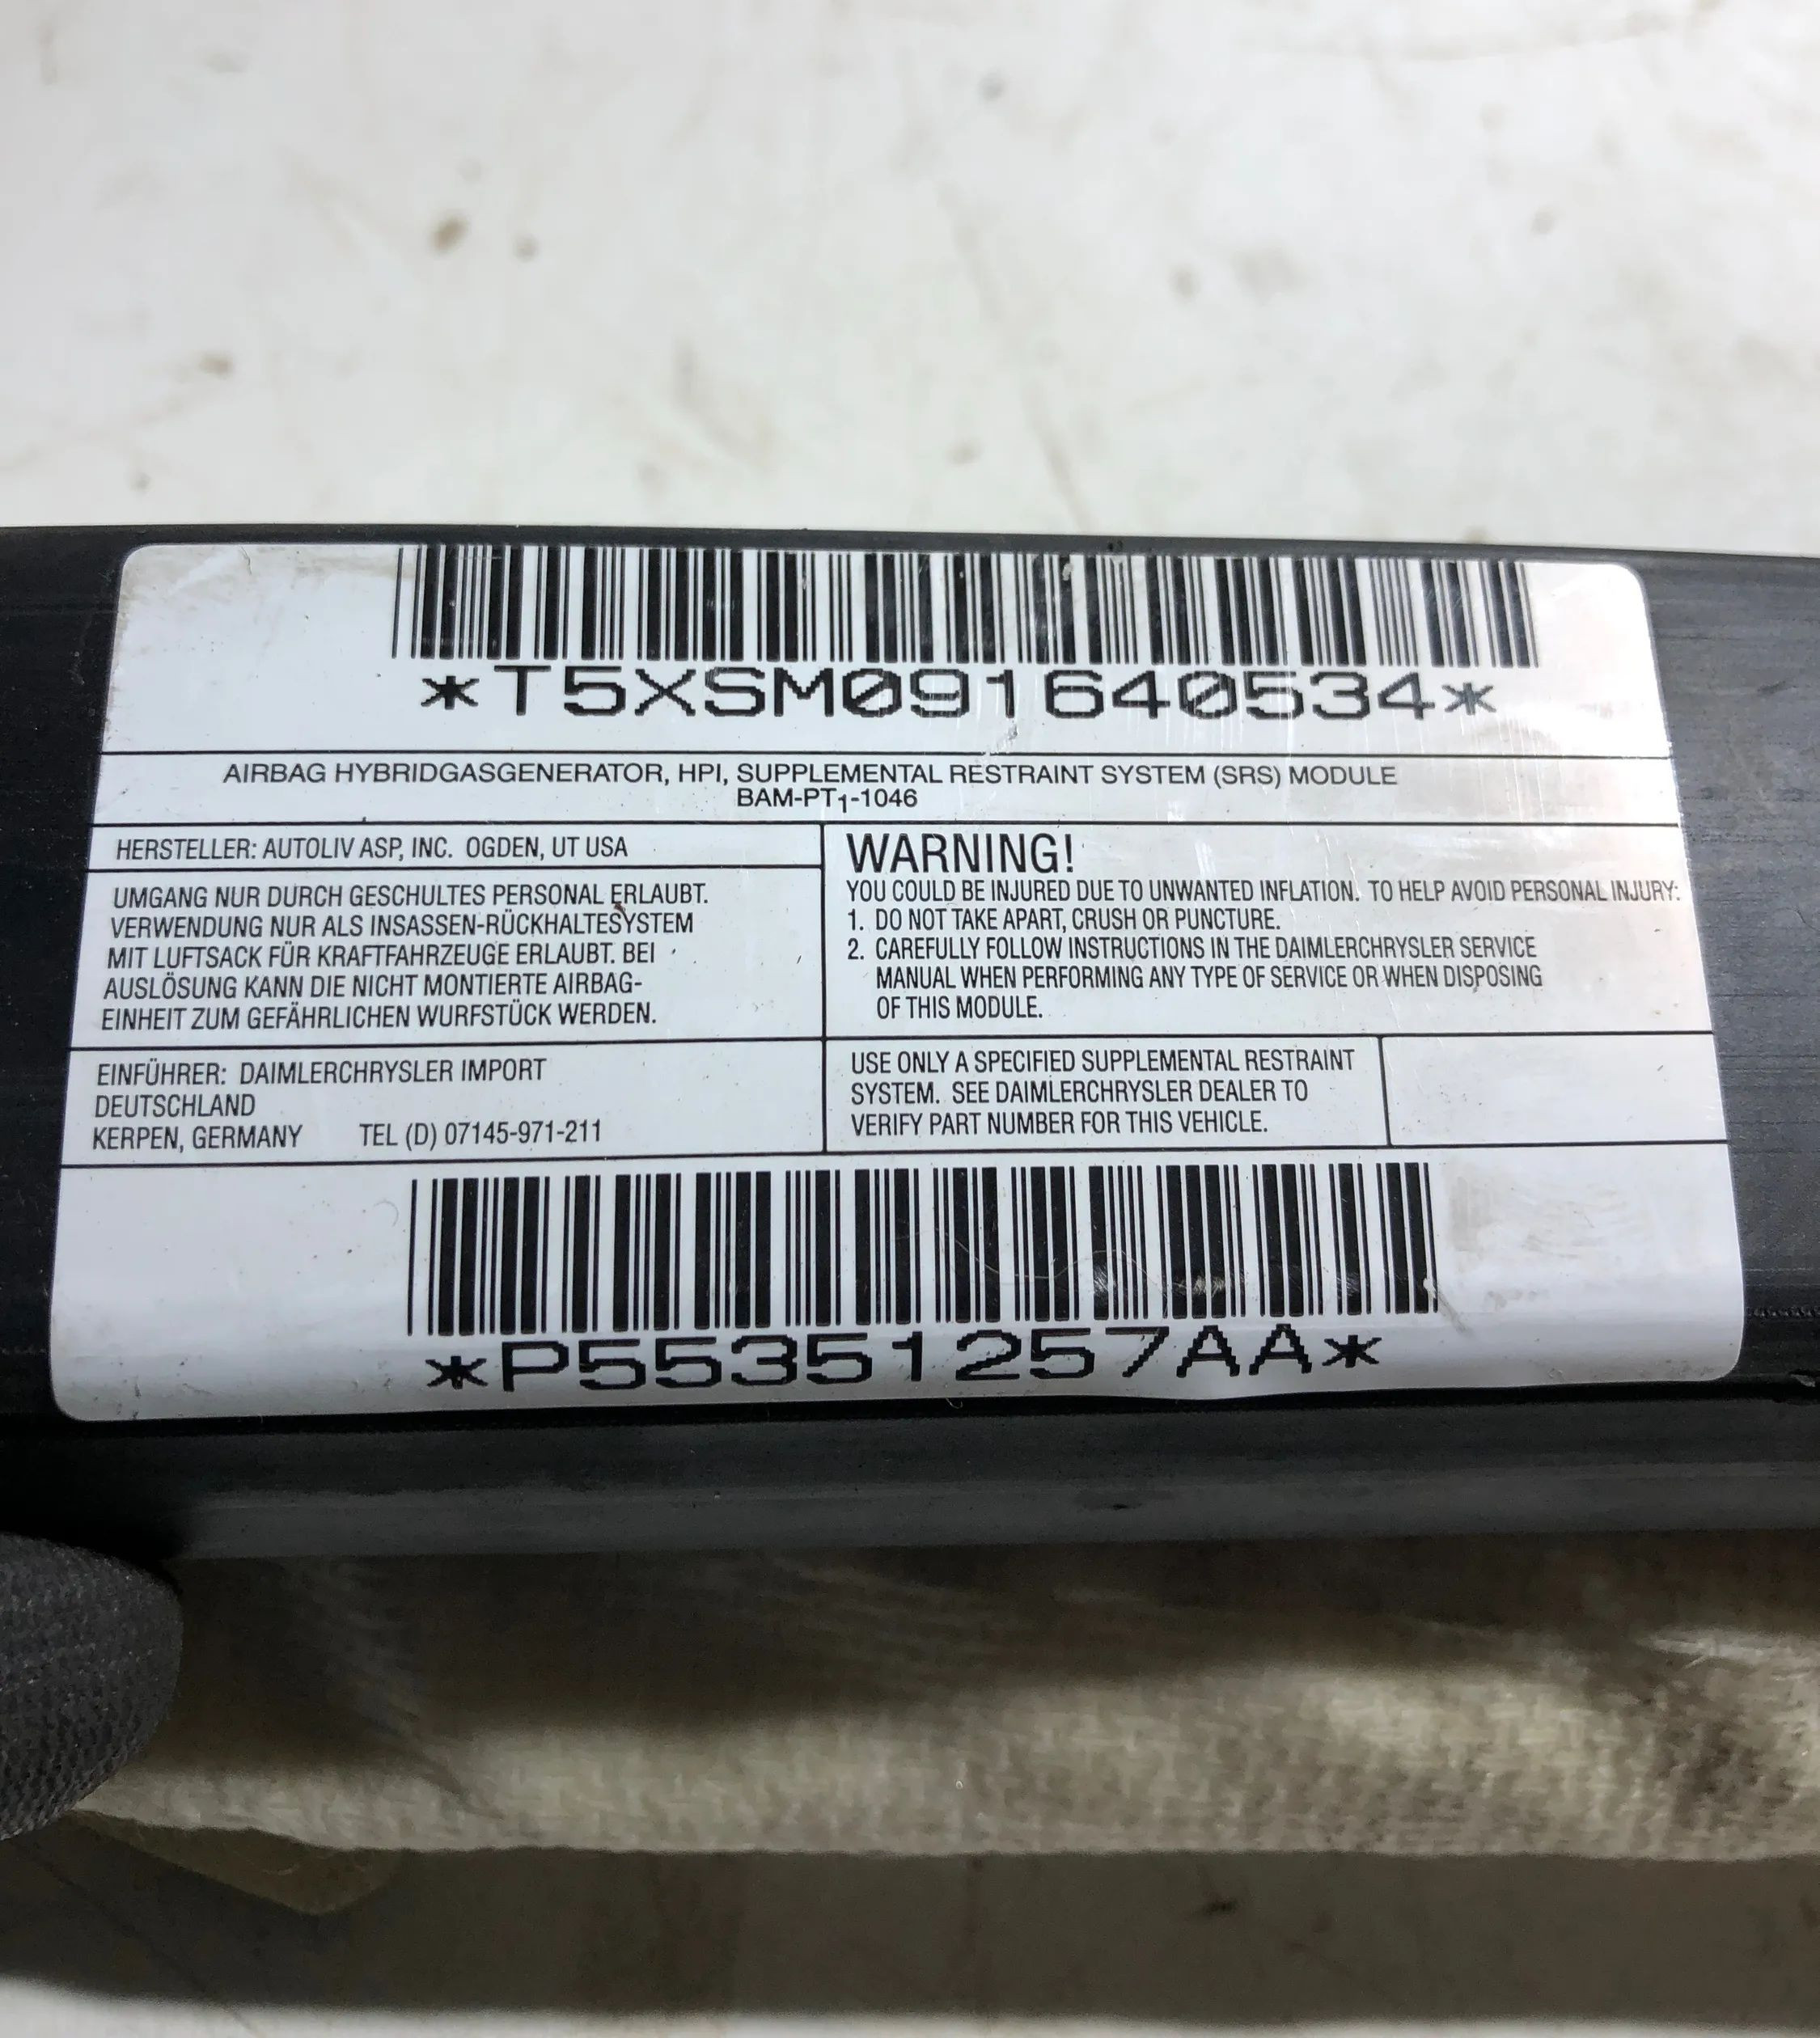 *T5XSM091640534*
AIRBAG HYBRIDGASGENERATOR, HPI, SUPPLEMENTAL RESTRAINT SYSTEM (SRS) MODULE
BAM-PT1-1046
HERSTELLER: AUTOLIV ASP, INC. OGDEN, UT USA
UMGANG NUR DURCH GESCHULTES PERSONAL ERLAUBT.
VERWENDUNG NUR ALS INSASSEN-RÜCKHALTESYSTEM
MIT LUFTSACK FÜR KRAFTFAHRZEUGE ERLAUBT. BEI
AUSLÖSUNG KANN DIE NICHT MONTIERTE AIRBAG-
EINHEIT ZUM GEFÄHRLICHEN WURFSTÜCK WERDEN.
EINFÜHRER: DAIMLERCHRYSLER IMPORT
DEUTSCHLAND
KERPEN, GERMANY TEL (D) 07145-971-211
WARNING!
YOU COULD BE INJURED DUE TO UNWANTED INFLATION. TO HELP AVOID PERSONAL INJURY:
1. DO NOT TAKE APART, CRUSH OR PUNCTURE.
2. CAREFULLY FOLLOW INSTRUCTIONS IN THE DAIMLERCHRYSLER SERVICE
MANUAL WHEN PERFORMING ANY TYPE OF SERVICE OR WHEN DISPOSING
OF THIS MODULE.
USE ONLY A SPECIFIED SUPPLEMENTAL RESTRAINT
SYSTEM. SEE DAIMLERCHRYSLER DEALER TO
VERIFY PART NUMBER FOR THIS VEHICLE.
*P55351257AA*